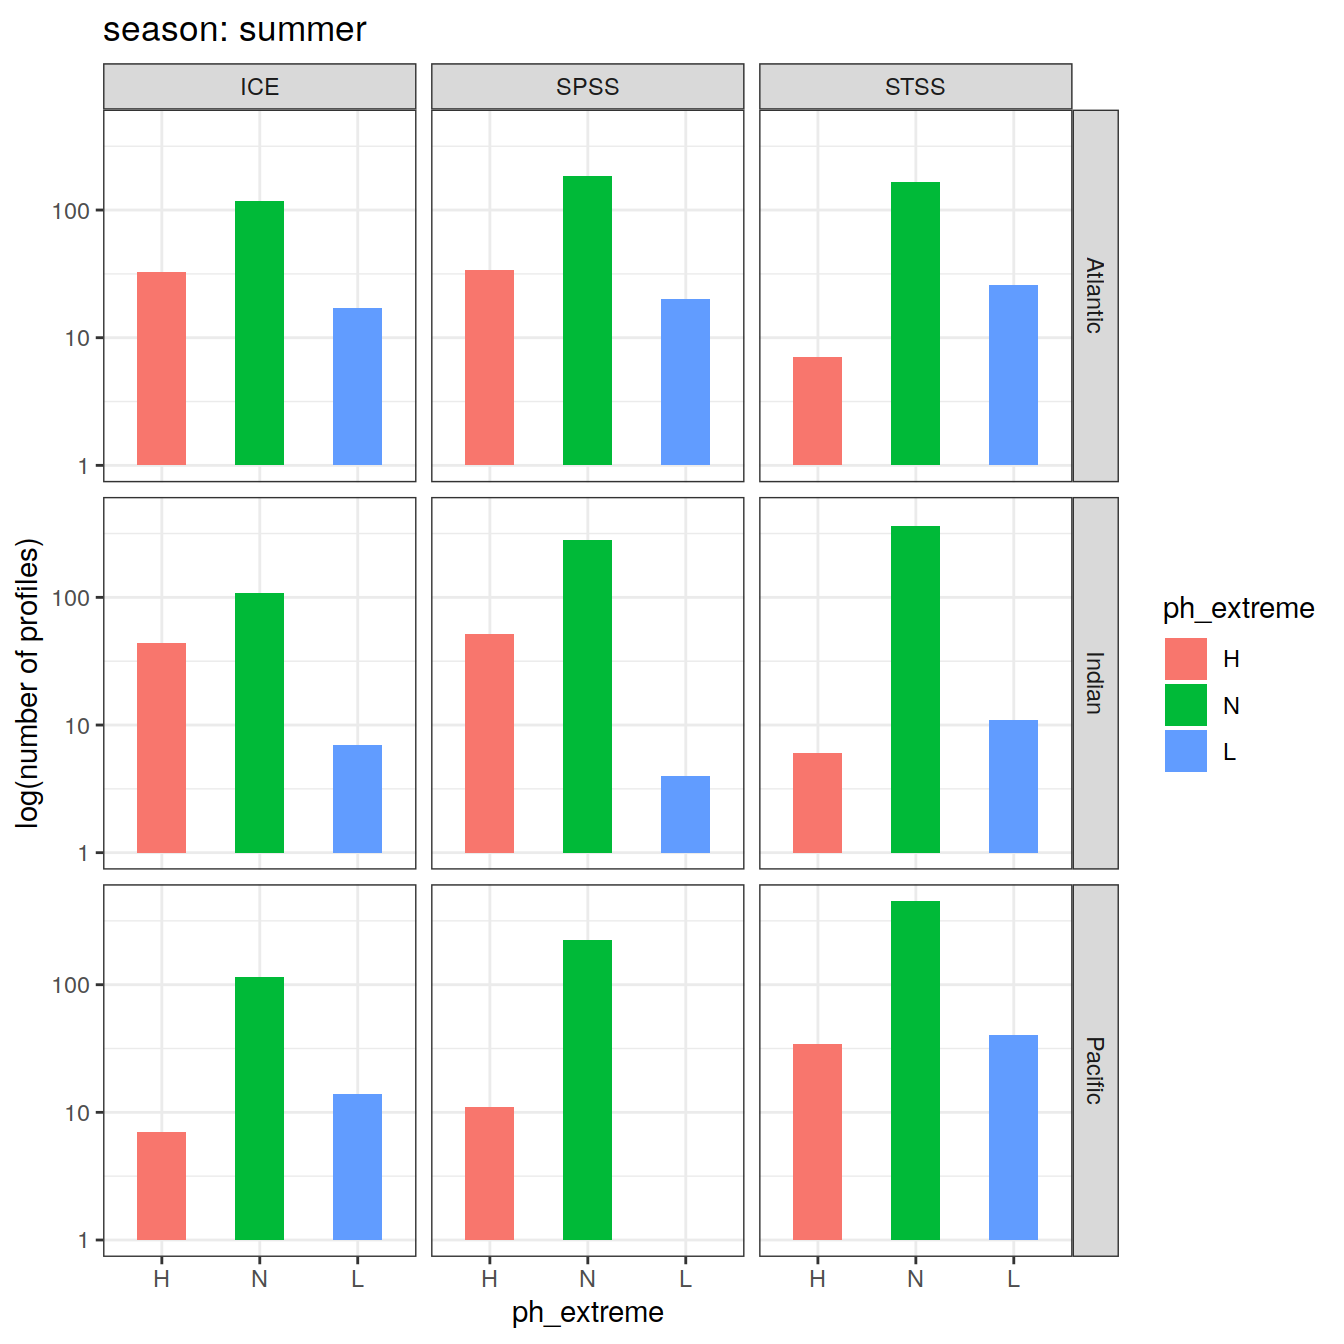 season: summer
ICE SPSS STSS
100
10
1
Atlantic
100
10
1
Indian
100
10
1
Pacific
log(number of profiles)
H N L H N L H N L
ph_extreme
ph_extreme
H
N
L